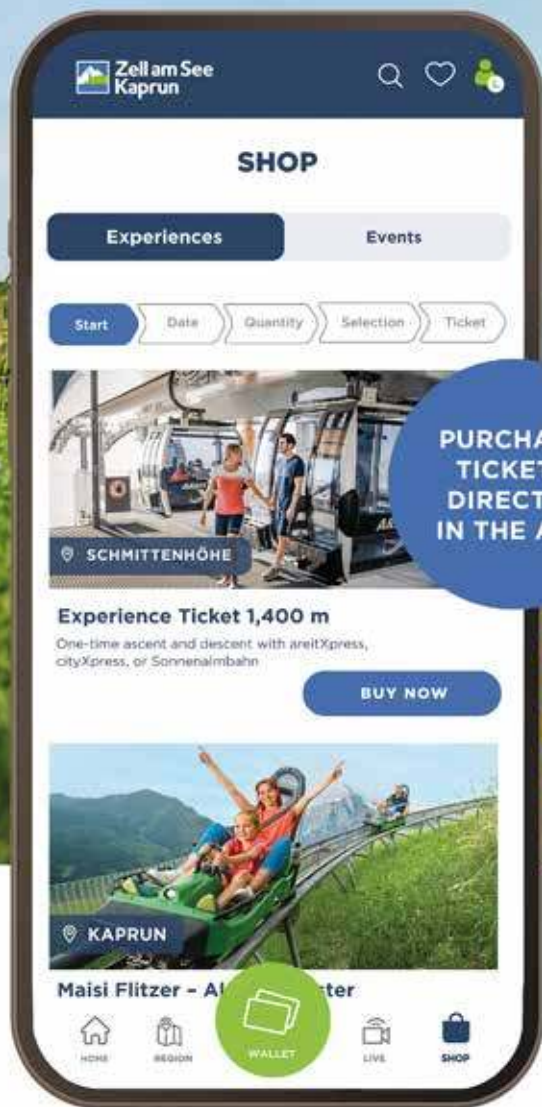 Zell am See
Kaprun
SHOP
Experiences
Events
Start
Date
Quantity
Selection
Ticket
PURCHA
TICKET
DIRECT
IN THE A
SCHMITTENHÖHE
Experience Ticket 1,400 m
One-time ascent and descent with areitXpress,
cityXpress, or Sonnenalmbahn
BUY NOW
KAPRUN
Maisi Flitzer – Al ter
HOME
REGION
WALLET
LIVE
SHOP